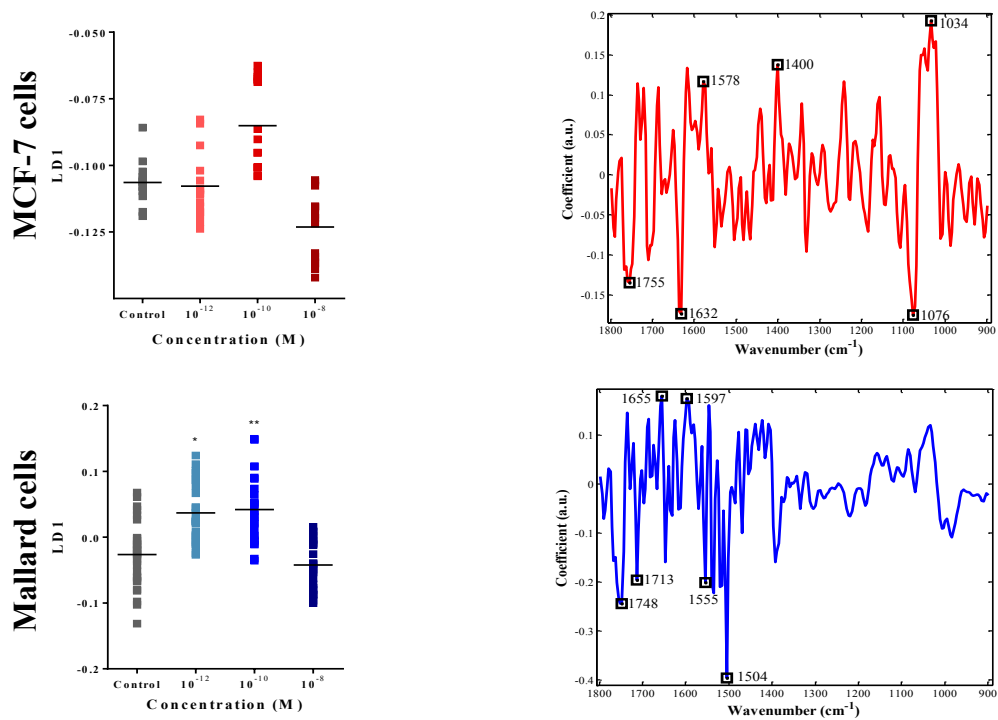 MCF-7 cells
LD1
-0.050
-0.075
-0.100
-0.125
Control 10⁻¹² 10⁻¹⁰ 10⁻⁸
Concentration (M)
Coefficient (a.u.)
0.2
0.15
0.1
0.05
0
-0.05
-0.1
-0.15
1034
1400
1578
1755
1632
1076
1800 1700 1600 1500 1400 1300 1200 1100 1000 900
Wavenumber (cm⁻¹)
Mallard cells
LD1
0.2
0.1
0.0
-0.1
-0.2
* **
Control 10⁻¹² 10⁻¹⁰ 10⁻⁸
Concentration (M)
Coefficient (a.u.)
0.1
0
-0.1
-0.2
-0.3
-0.4
1655 1597
1713
1748
1555
1504
1800 1700 1600 1500 1400 1300 1200 1100 1000 900
Wavenumber (cm⁻¹)